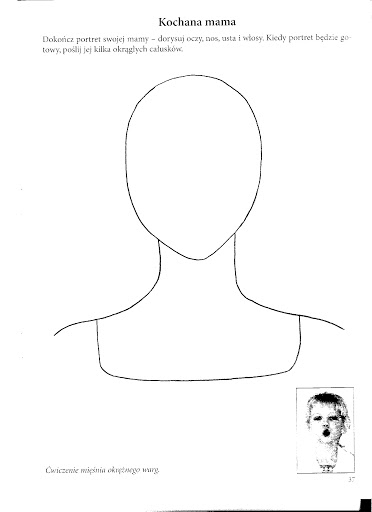 Kochana mama
Dokończ portret swojej mamy – dorysuj oczy, nos, usta i włosy. Kiedy portret będzie go-
towy, poślij jej kilka okrągłych całusków.
Ćwiczenie mięśnia okrężnego warg.
37